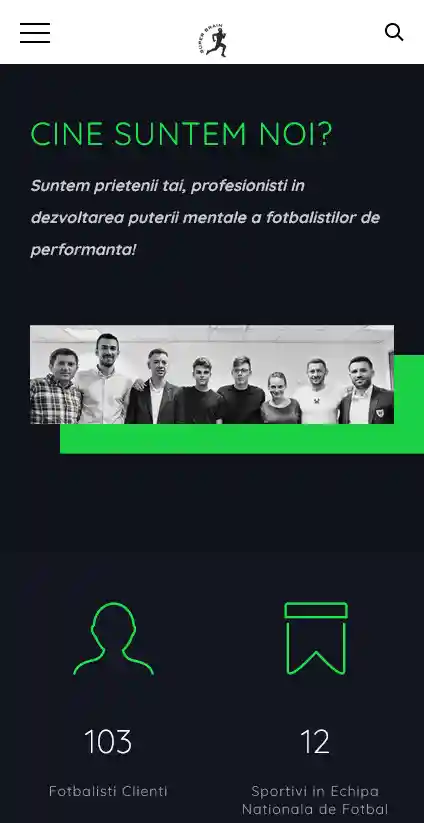 SUPER BRAIN
CINE SUNTEM NOI?
Suntem prietenii tai, profesionisti in
dezvoltarea puterii mentale a fotbalistilor de
performanta!
103
Fotbalisti Clienti
12
Sportivi in Echipa
Nationala de Fotbal